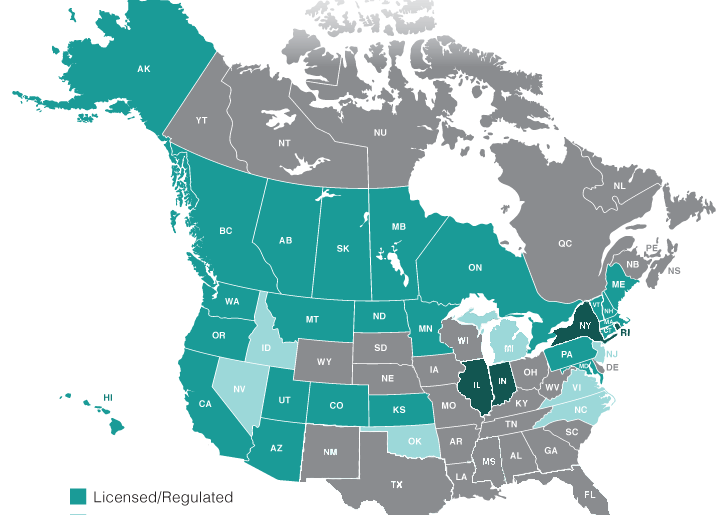 AK
YT
NT
NU
NL
BC
AB
SK
MB
ON
QC
PE
NB
NS
ME
WA
MT
ND
MN
VT
NH
NY
MA
CT
RI
OR
ID
WI
MI
SD
WY
PA
NJ
DE
MD
IA
OH
NE
IL
IN
NV
UT
CO
KS
MO
WV
VI
KY
HI
CA
NC
TN
AZ
NM
OK
AR
SC
MS
AL
GA
LA
TX
FL
Licensed/Regulated